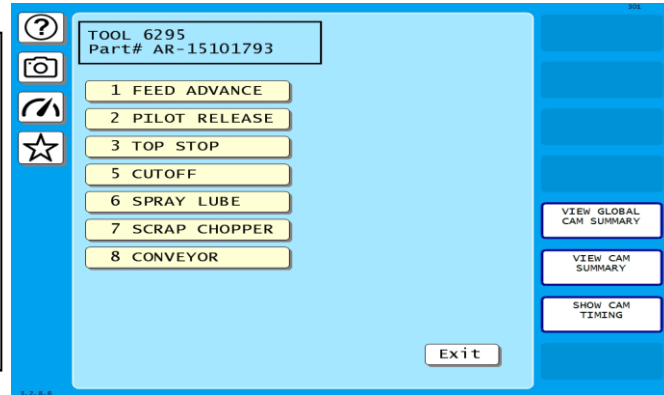 301
TOOL 6295
Part# AR-15101793
1 FEED ADVANCE
2 PILOT RELEASE
3 TOP STOP
5 CUTOFF
6 SPRAY LUBE
7 SCRAP CHOPPER
8 CONVEYOR
VIEW GLOBAL
CAM SUMMARY
VIEW CAM
SUMMARY
SHOW CAM
TIMING
Exit